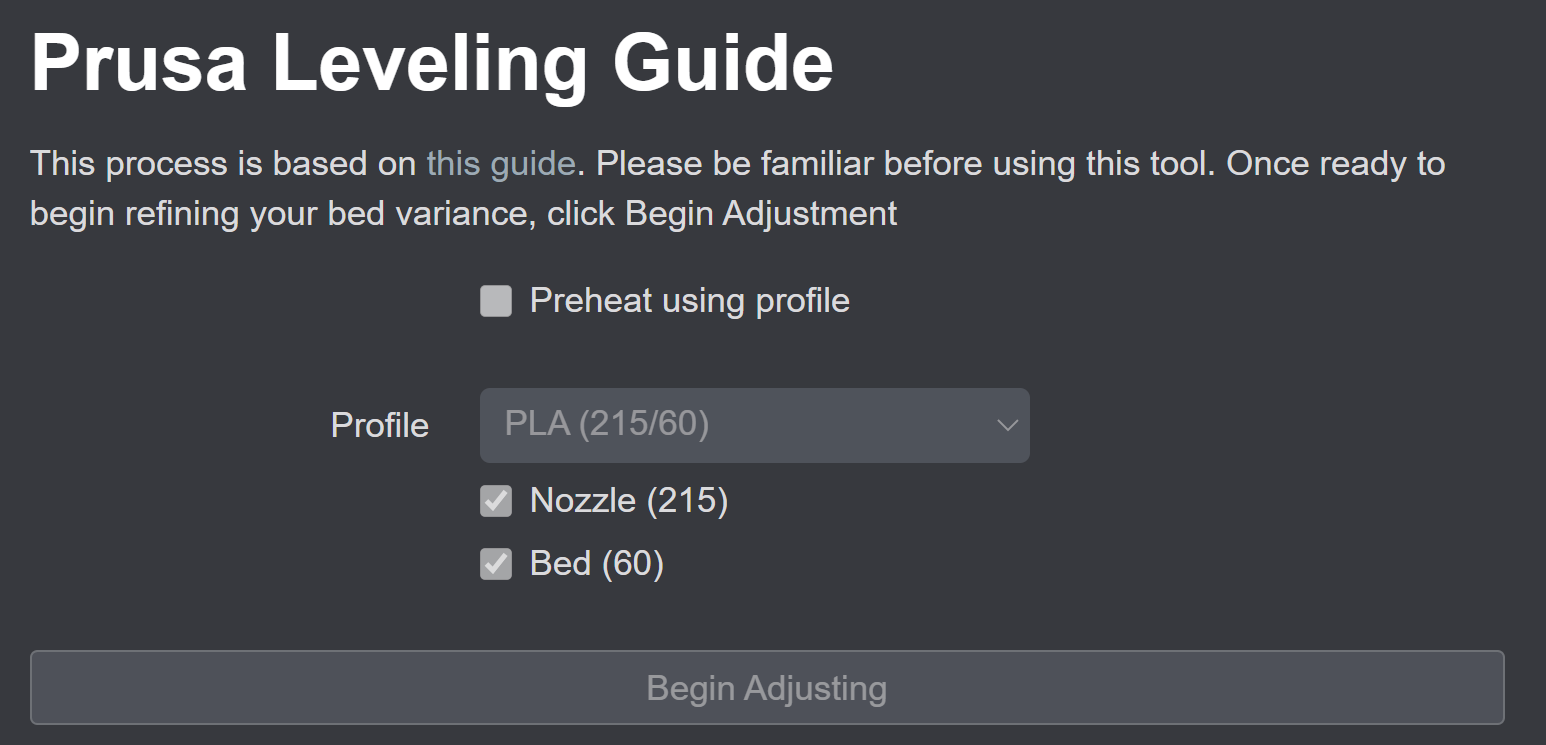 Prusa Leveling Guide
This process is based on this guide. Please be familiar before using this tool. Once ready to
begin refining your bed variance, click Begin Adjustment
Preheat using profile
Profile
PLA (215/60)
Nozzle (215)
Bed (60)
Begin Adjusting